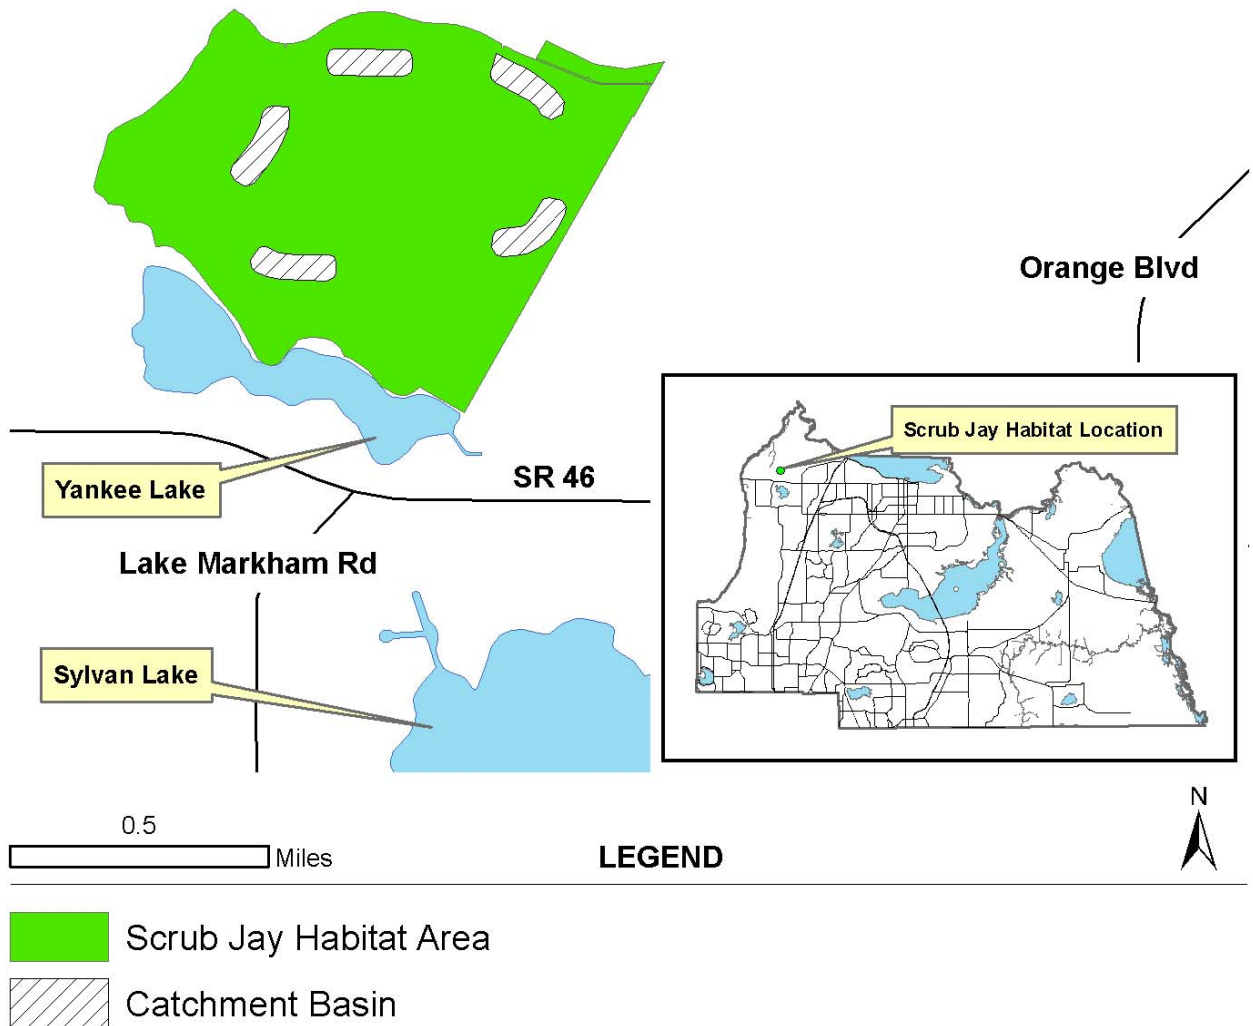 Orange Blvd
Scrub Jay Habitat Location
Yankee Lake
SR 46
Lake Markham Rd
Sylvan Lake
N
0.5
Miles
LEGEND
Scrub Jay Habitat Area
Catchment Basin